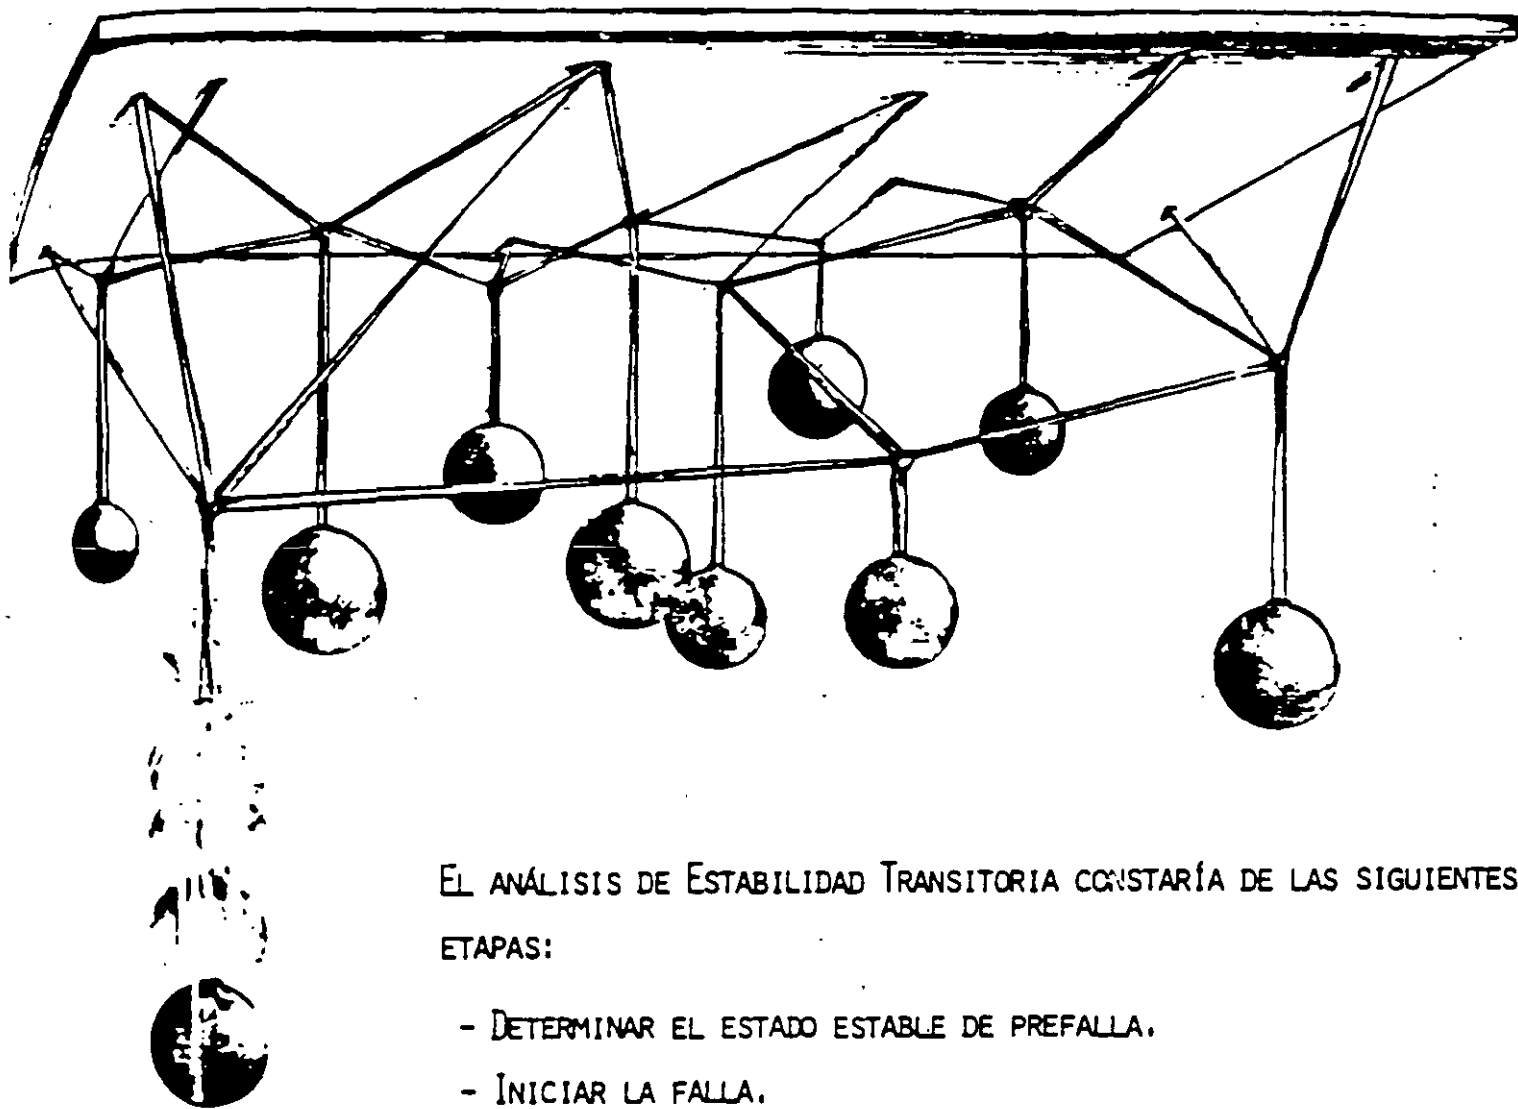 EL ANÁLISIS DE ESTABILIDAD TRANSITORIA CONSTARÍA DE LAS SIGUIENTES
ETAPAS:
- DETERMINAR EL ESTADO ESTABLE DE PREFALLA.
- INICIAR LA FALLA.